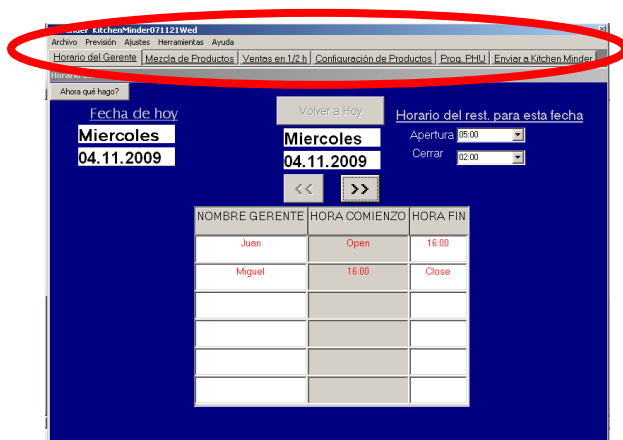 KitchenMinder071121Wed
Archivo Previsión Ajustes Herramientas Ayuda
Horario del Gerente Mezcla de Productos Ventas en 1/2 h Configuración de Productos Prog. PHU Enviar a Kitchen Minder
Ahora qué hago?
Fecha de hoy Volver a Hoy Horario del rest. para esta fecha
Miercoles Miercoles Apertura 05:00
04.11.2009 04.11.2009 Cerrar 02:00
<< >>
NOMBRE GERENTE HORA COMIENZO HORA FIN
Juan Open 16:00
Miguel 16:00 Close